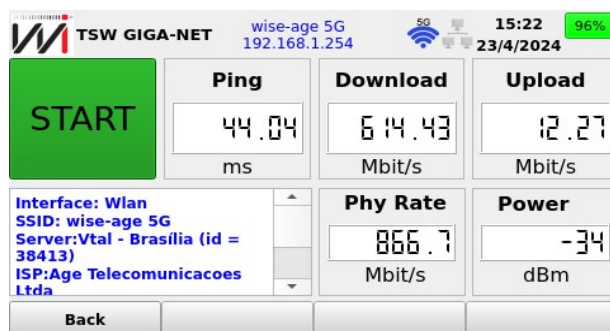 TSW GIGA-NET
wise-age 5G
192.168.1.254
5G
15:22
23/4/2024
96%
START
Ping
44.04
ms
Download
614.43
Mbit/s
Upload
12.27
Mbit/s
Interface: Wlan
SSID: wise-age 5G
Server:Vtal - Brasília (id =
38413)
ISP:Age Telecomunicacoes
Ltda
Phy Rate
866.7
Mbit/s
Power
-34
dBm
Back